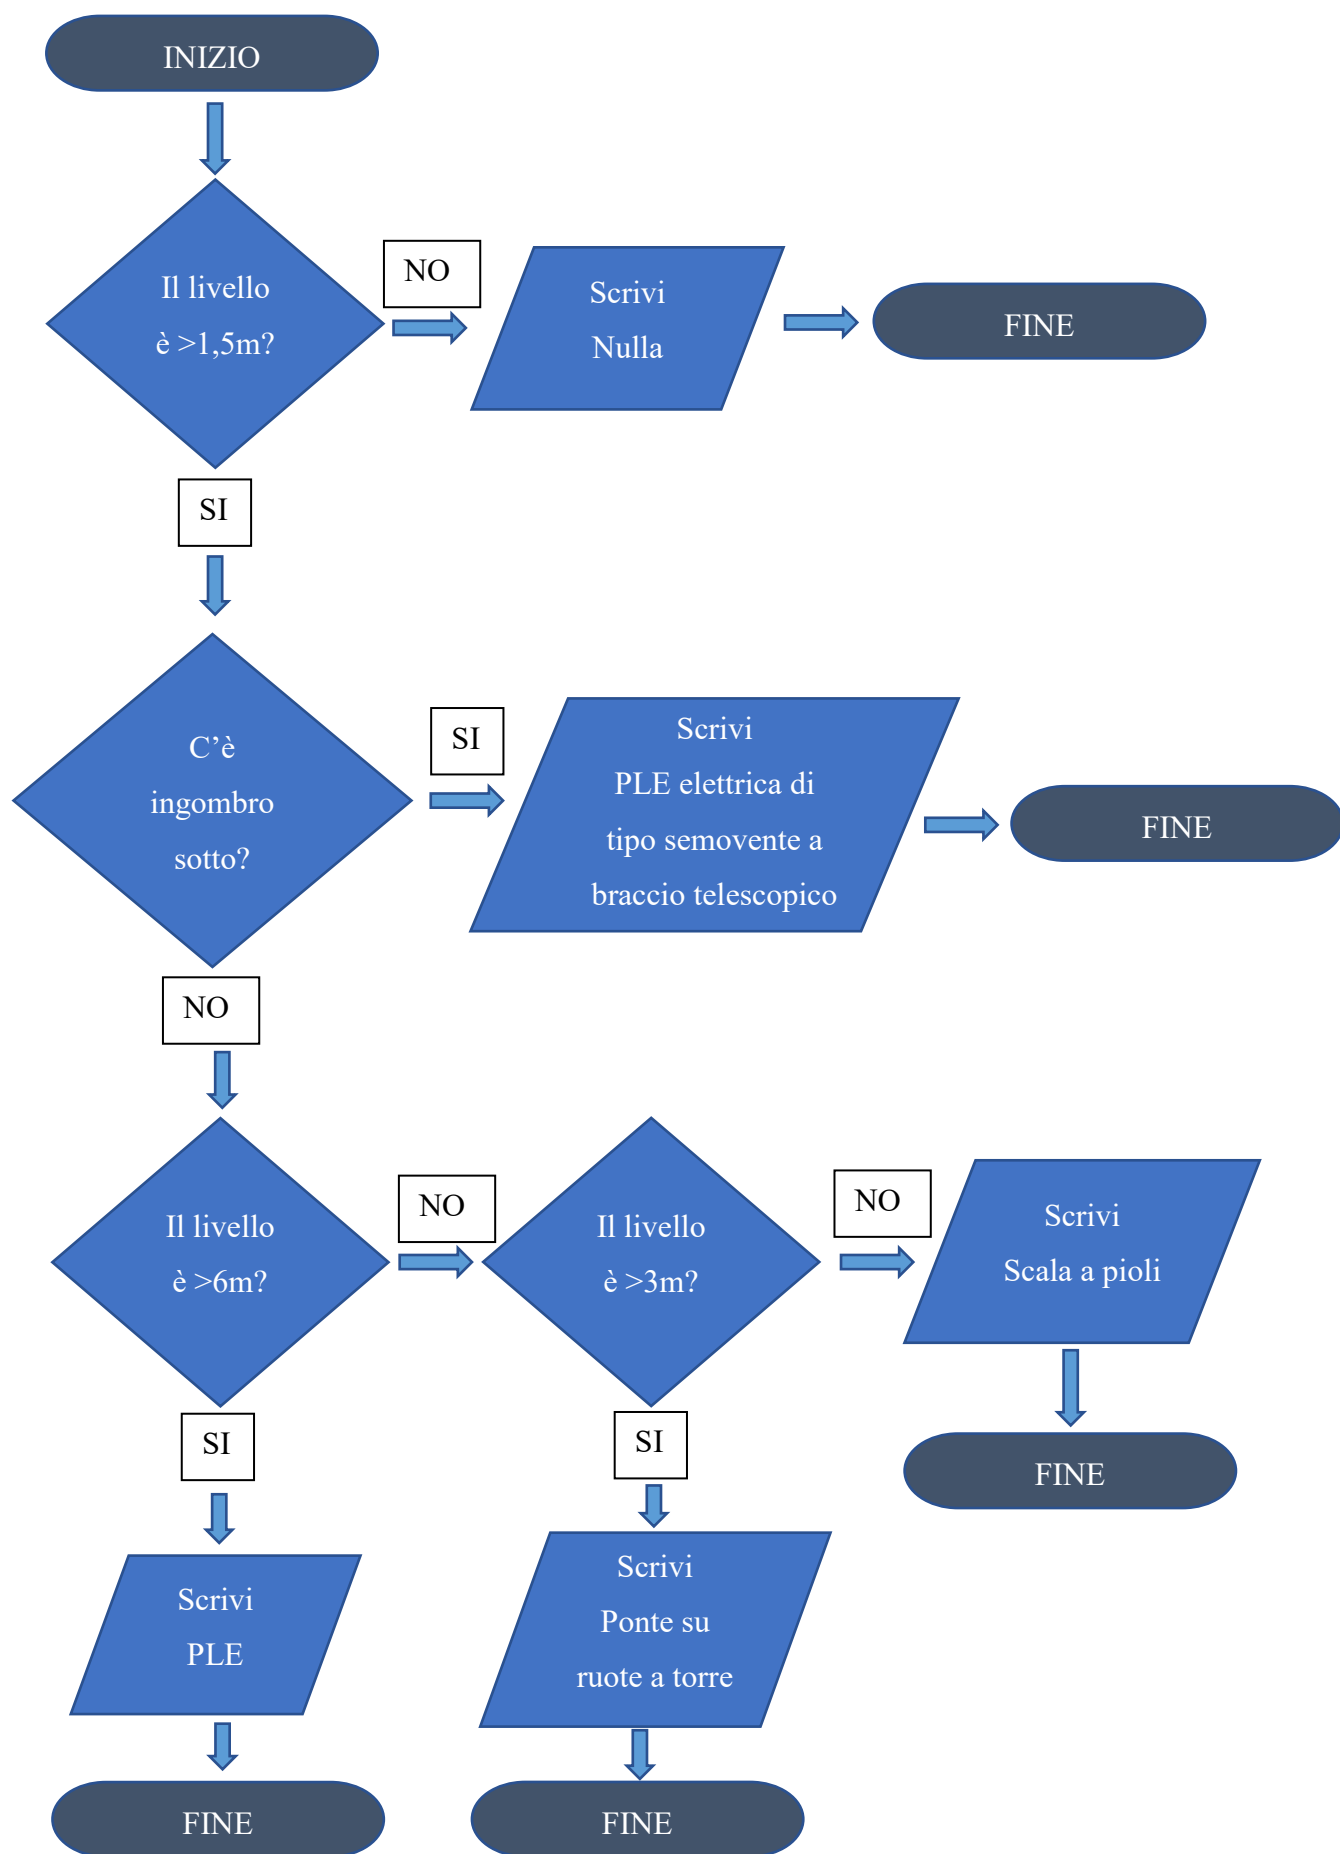 INIZIO
Il livello
è >1,5m?
NO
Scrivi
Nulla
FINE
SI
C’è
ingombro
sotto?
SI
Scrivi
PLE elettrica di
tipo semovente a
braccio telescopico
FINE
NO
Il livello
è >6m?
NO
Il livello
è >3m?
NO
Scrivi
Scala a pioli
FINE
SI
Scrivi
PLE
FINE
SI
Scrivi
Ponte su
ruote a torre
FINE